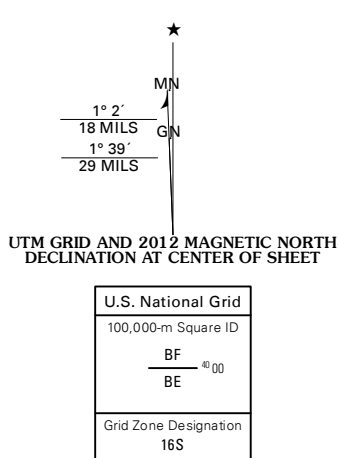 ★
MN
1° 2´
18 MILS
GN
1° 39´
29 MILS
UTM GRID AND 2012 MAGNETIC NORTH
DECLINATION AT CENTER OF SHEET
U.S. National Grid
100,000-m Square ID
BF
40 00
BE
Grid Zone Designation
16S